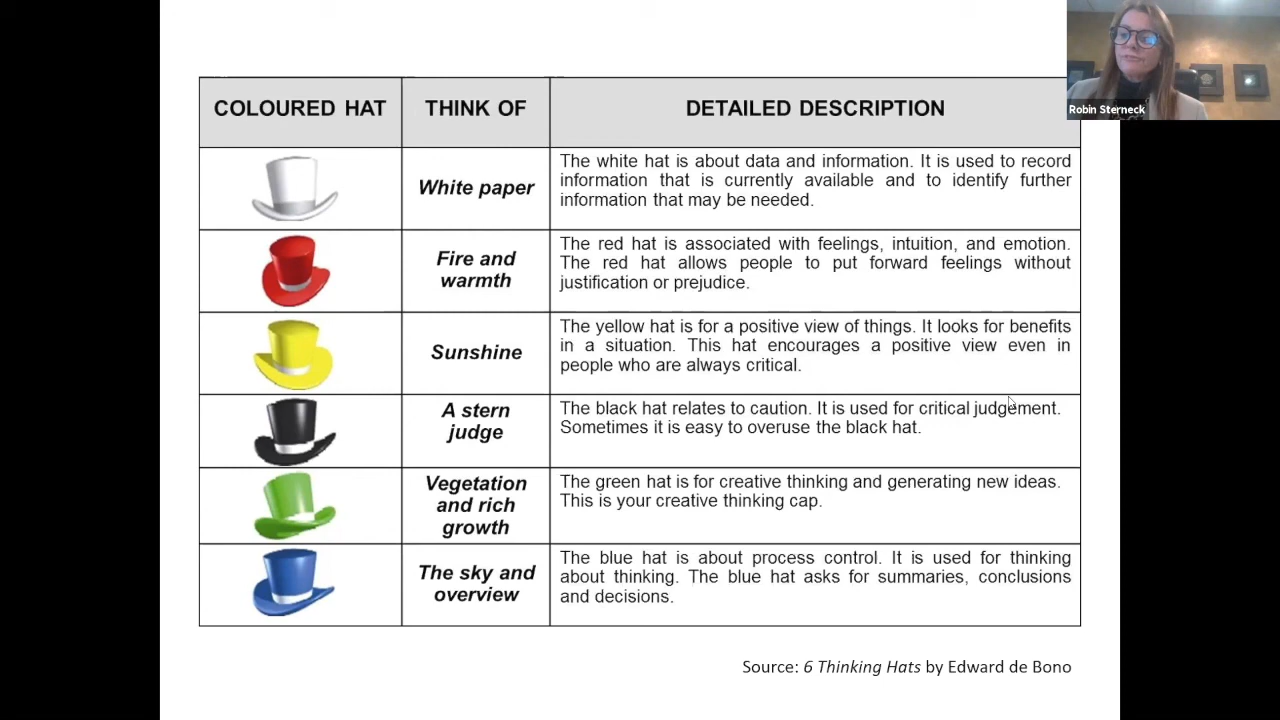 Robin Sterneck
COLOURED HAT
THINK OF
DETAILED DESCRIPTION
White paper
The white hat is about data and information. It is used to record
information that is currently available and to identify further
information that may be needed.
Fire and
warmth
The red hat is associated with feelings, intuition, and emotion.
The red hat allows people to put forward feelings without
justification or prejudice.
Sunshine
The yellow hat is for a positive view of things. It looks for benefits
in a situation. This hat encourages a positive view even in
people who are always critical.
A stern
judge
The black hat relates to caution. It is used for critical judgement.
Sometimes it is easy to overuse the black hat.
Vegetation
and rich
growth
The green hat is for creative thinking and generating new ideas.
This is your creative thinking cap.
The sky and
overview
The blue hat is about process control. It is used for thinking
about thinking. The blue hat asks for summaries, conclusions
and decisions.
Source: 6 Thinking Hats by Edward de Bono